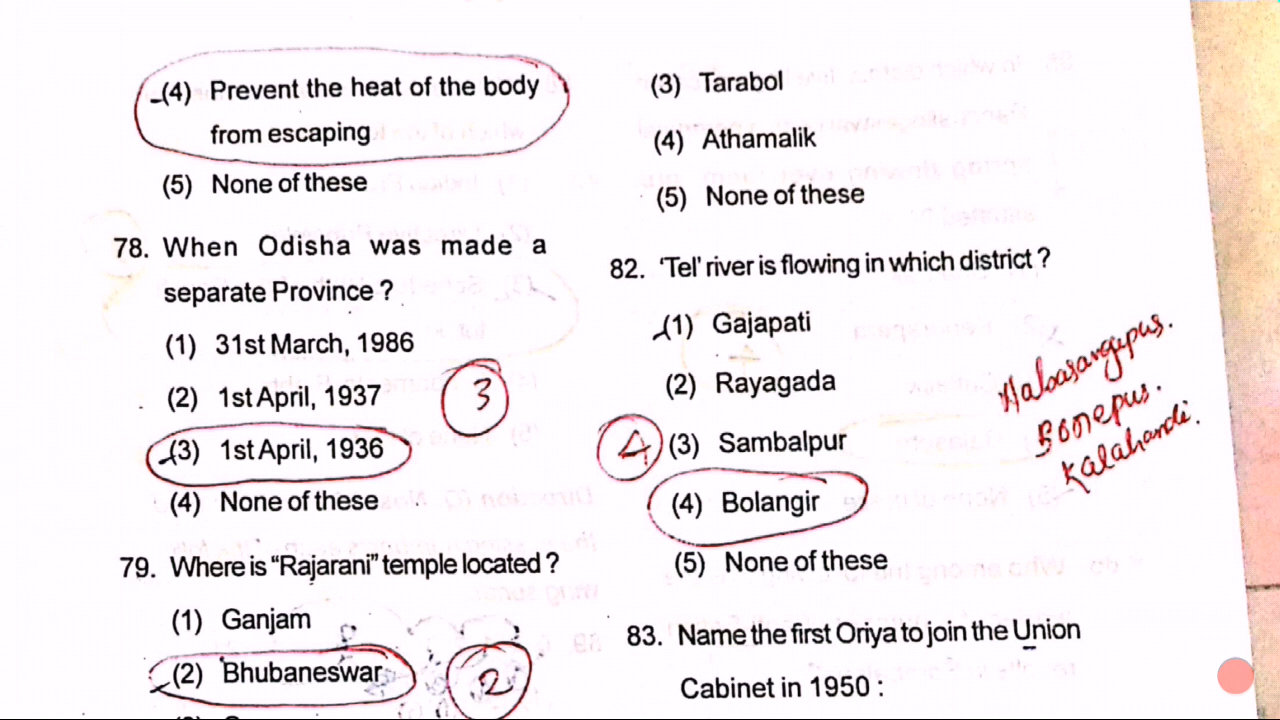 (4) Prevent the heat of the body
from escaping
(5) None of these
78. When Odisha was made a
separate Province ?
(1) 31st March, 1986
(2) 1st April, 1937
(3) 1st April, 1936
3
(4) None of these
79. Where is “Rajarani” temple located ?
(1) Ganjam
(2) Bhubaneswar
2
(3) Tarabol
(4) Athamalik
(5) None of these
82. 'Tel' river is flowing in which district ?
(1) Gajapati
(2) Rayagada
(3) Sambalpur
4
(4) Bolangir
(5) None of these
83. Name the first Oriya to join the Union
Cabinet in 1950 :
Sonepur.
Kalahandi.